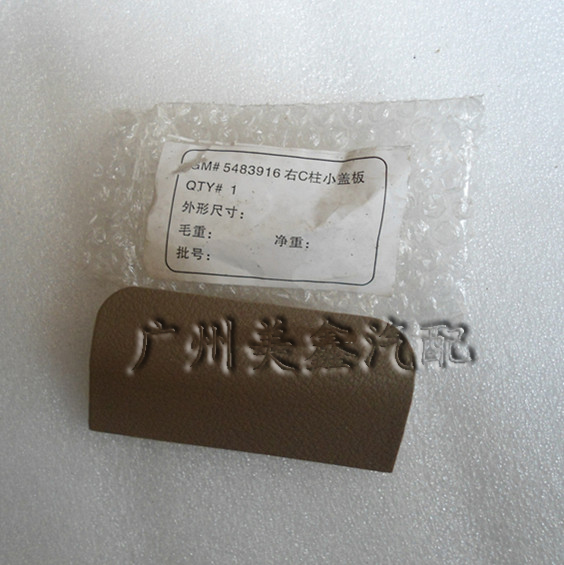 GM# 5483916 右C柱小盖板
QTY# 1
外形尺寸：
毛重： 净重：
批号：
广州美鑫汽配